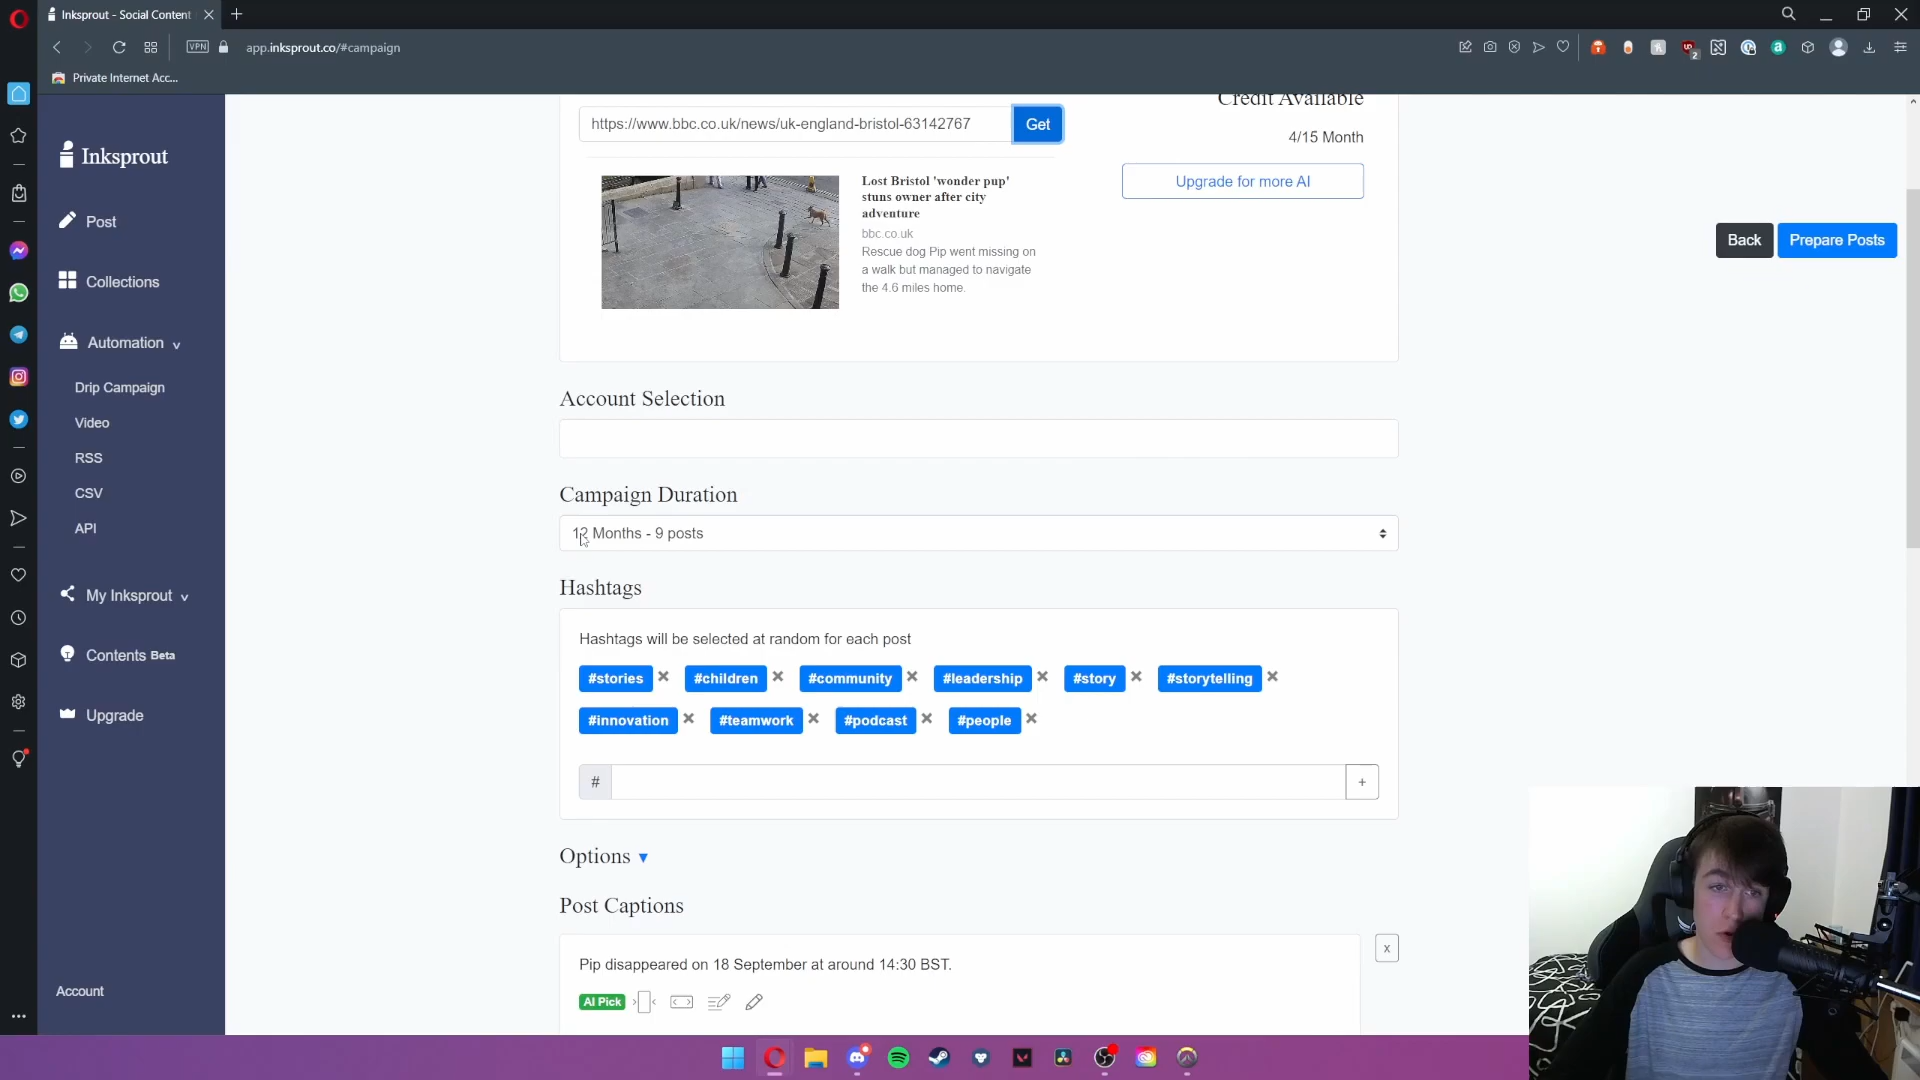 Inksprout - Social Content
VPN
app.inksprout.co/#campaign
2
Private Internet Acc...
Inksprout
Post
Collections
Automation
Drip Campaign
Video
RSS
CSV
API
My Inksprout
Contents Beta
Upgrade
Account
https://www.bbc.co.uk/news/uk-england-bristol-63142767
Get
Lost Bristol 'wonder pup'
stuns owner after city
adventure
bbc.co.uk
Rescue dog Pip went missing on
a walk but managed to navigate
the 4.6 miles home.
Credit Available
4/15 Month
Upgrade for more AI
Back
Prepare Posts
Account Selection
Campaign Duration
12 Months - 9 posts
Hashtags
Hashtags will be selected at random for each post
#stories
#children
#community
#leadership
#story
#storytelling
#innovation
#teamwork
#podcast
#people
#
+
Options
Post Captions
Pip disappeared on 18 September at around 14:30 BST.
x
AI Pick